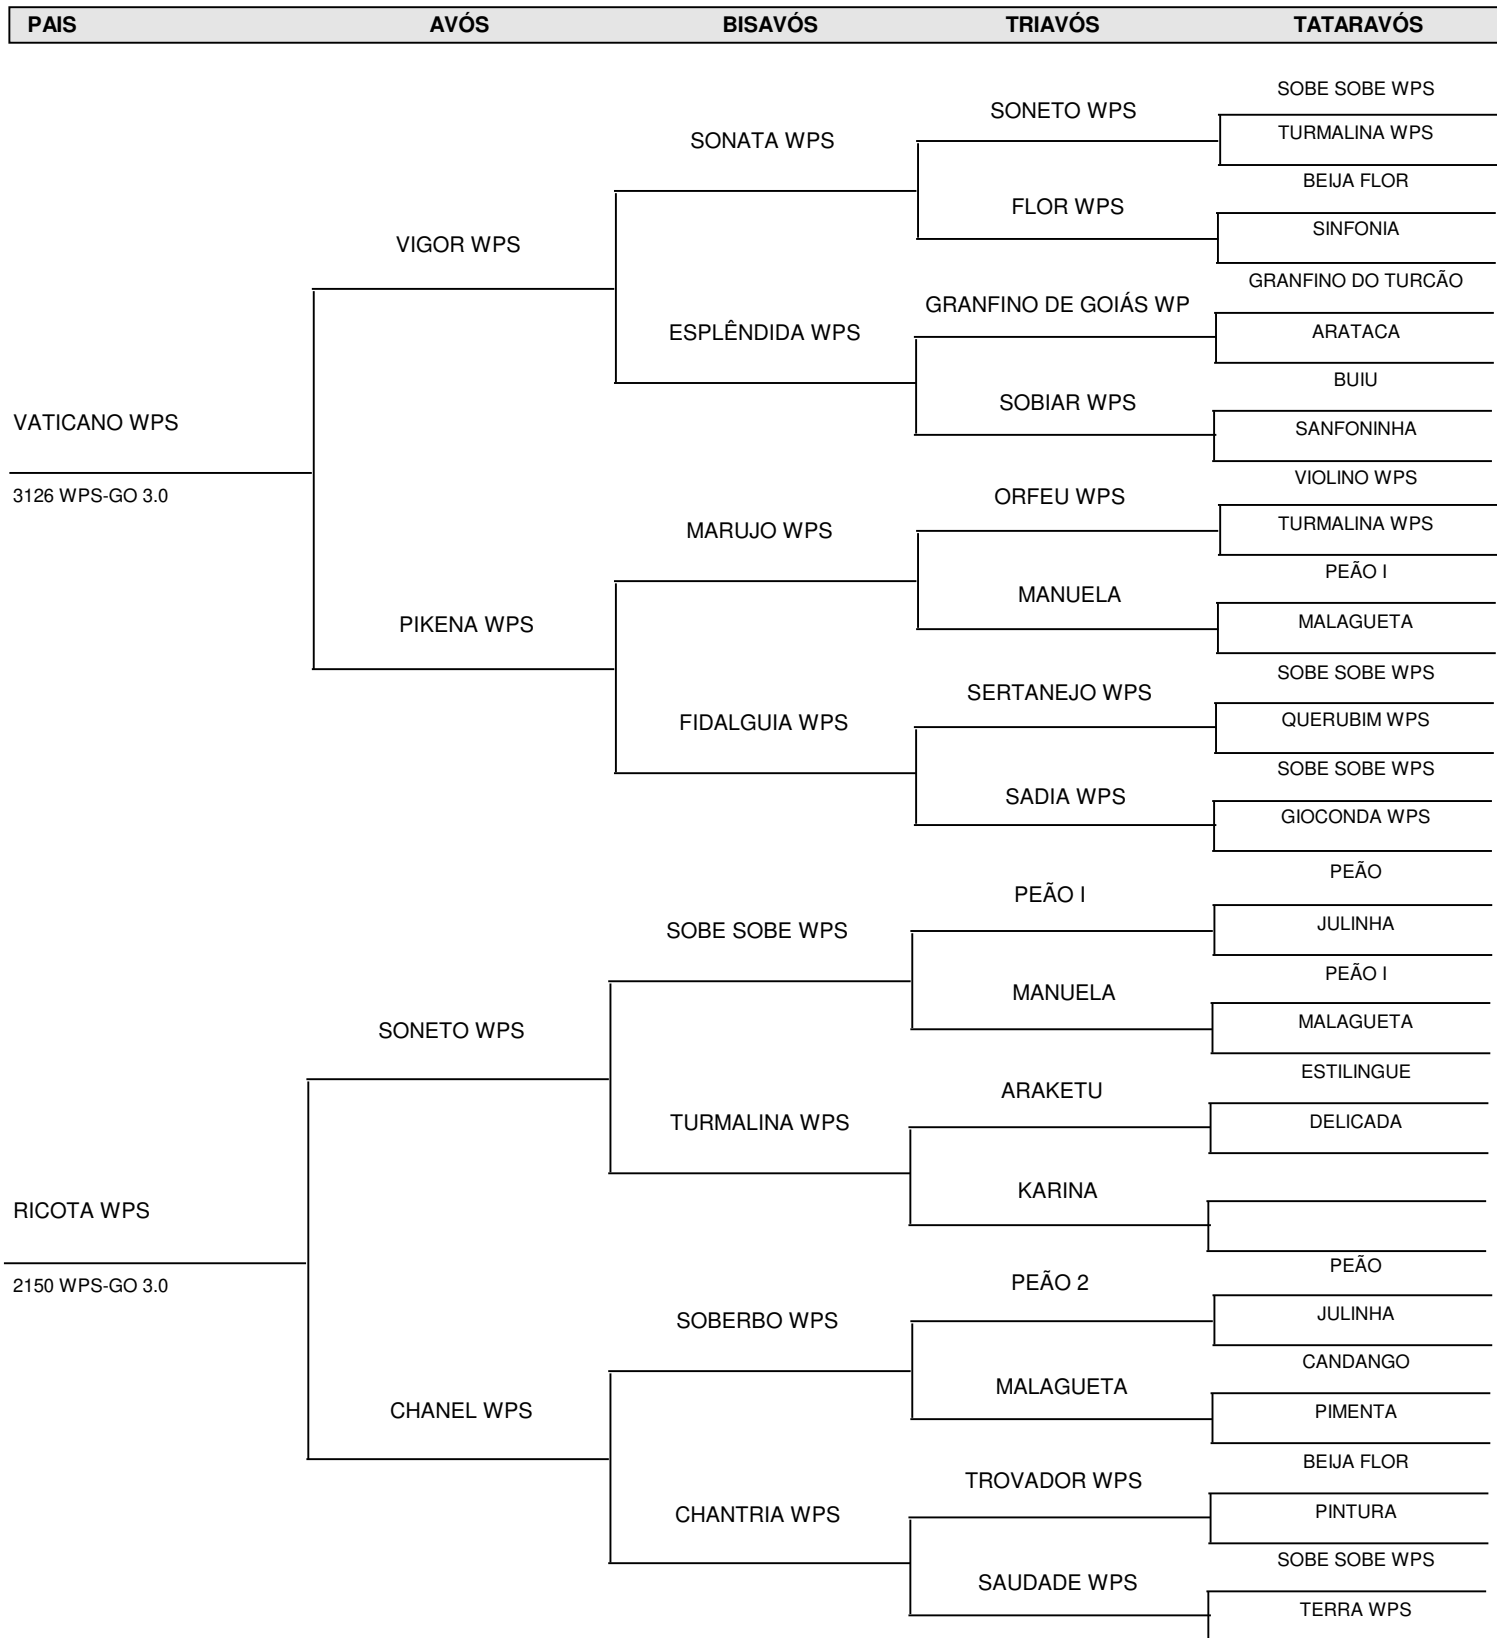 PAIS AVÓS BISAVÓS TRIAVÓS TATARAVÓS
SOBE SOBE WPS
SONETO WPS
TURMALINA WPS
SONATA WPS
BEIJA FLOR
FLOR WPS
SINFONIA
VIGOR WPS
GRANFINO DO TURCÃO
GRANFINO DE GOIÁS WP
ESPLÊNDIDA WPS
ARATACA
BUIU
SOBIAR WPS
VATICANO WPS
SANFONINHA
VIOLINO WPS
3126 WPS-GO 3.0
ORFEU WPS
TURMALINA WPS
MARUJO WPS
PEÃO I
MANUELA
MALAGUETA
PIKENA WPS
SOBE SOBE WPS
SERTANEJO WPS
QUERUBIM WPS
FIDALGUIA WPS
SOBE SOBE WPS
SADIA WPS
GIOCONDA WPS
PEÃO
PEÃO I
JULINHA
SOBE SOBE WPS
PEÃO I
MANUELA
MALAGUETA
SONETO WPS
ESTILINGUE
ARAKETU
DELICADA
TURMALINA WPS
KARINA
RICOTA WPS
PEÃO
2150 WPS-GO 3.0
PEÃO 2
JULINHA
SOBERBO WPS
CANDANGO
MALAGUETA
CHANEL WPS
PIMENTA
BEIJA FLOR
TROVADOR WPS
PINTURA
CHANTRIA WPS
SOBE SOBE WPS
SAUDADE WPS
TERRA WPS